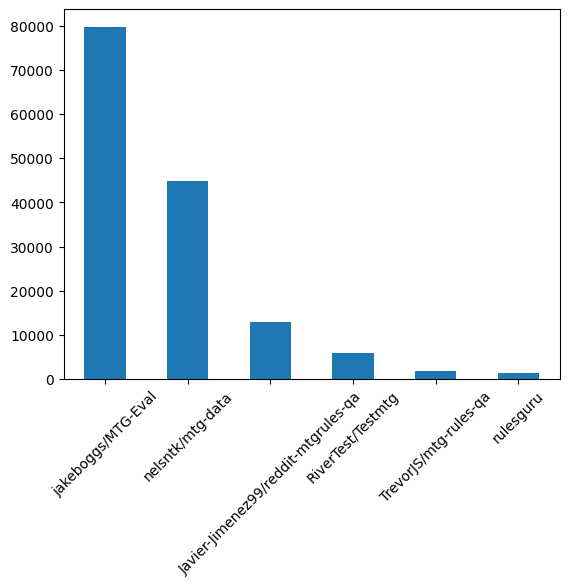 80000
70000
60000
50000
40000
30000
20000
10000
0
jakeboggs/MTG-Eval
nelsntk/mtg-data
Javier-Jimenez99/reddit-mtgrules-qa
RiverTest/Testmtg
TrevorJS/mtg-rules-qa
rulesguru